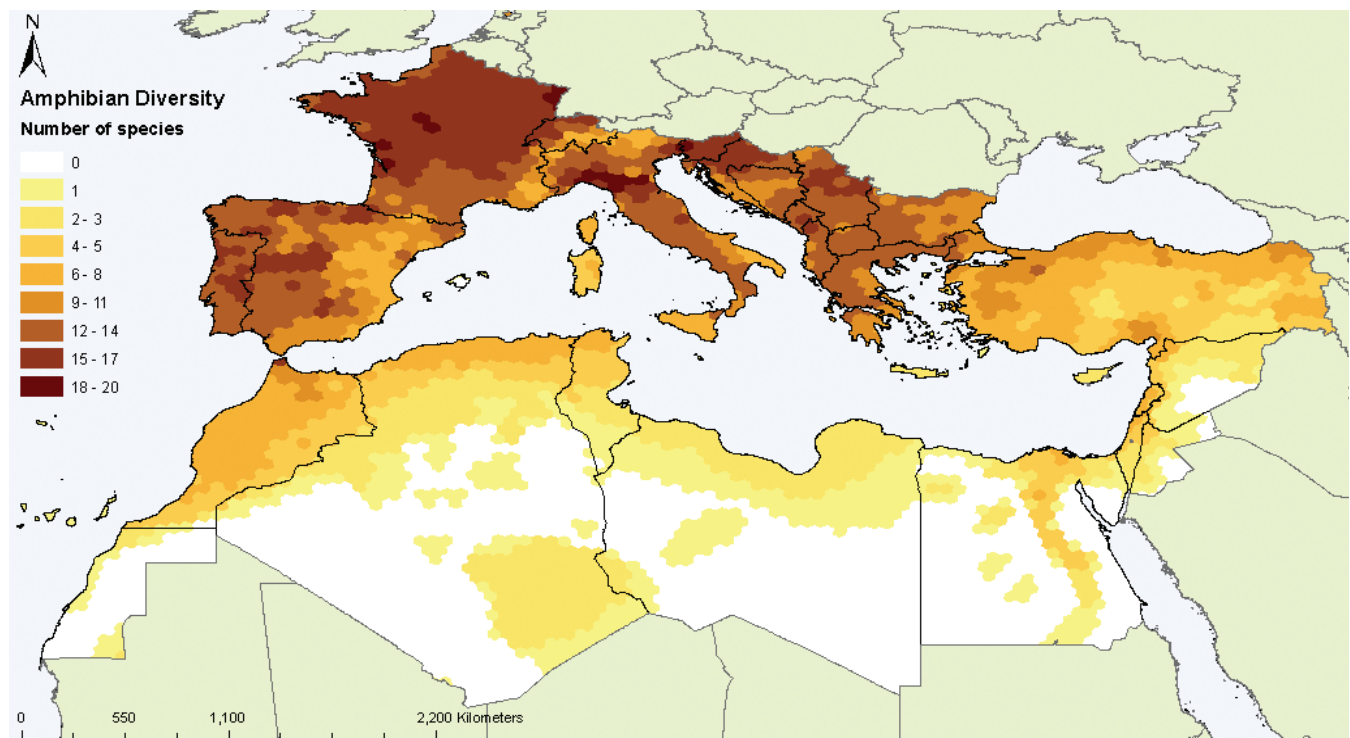 N
Amphibian Diversity
Number of species
0
1
2 - 3
4 - 5
6 - 8
9 - 11
12 - 14
15 - 17
18 - 20
0 550 1,100 2,200 Kilometers